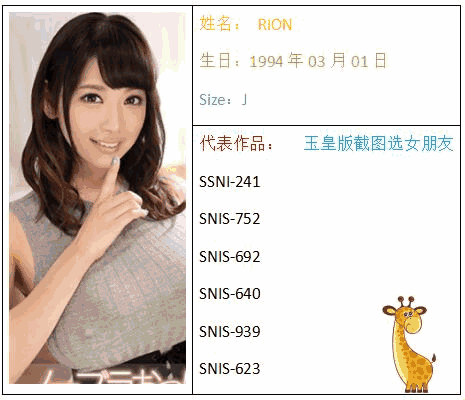 姓名： RION
生日：1994 年 03 月 01 日
Size：J
代表作品： 玉皇版截图选女朋友
SSNI-241
SNIS-752
SNIS-692
SNIS-640
SNIS-939
SNIS-623